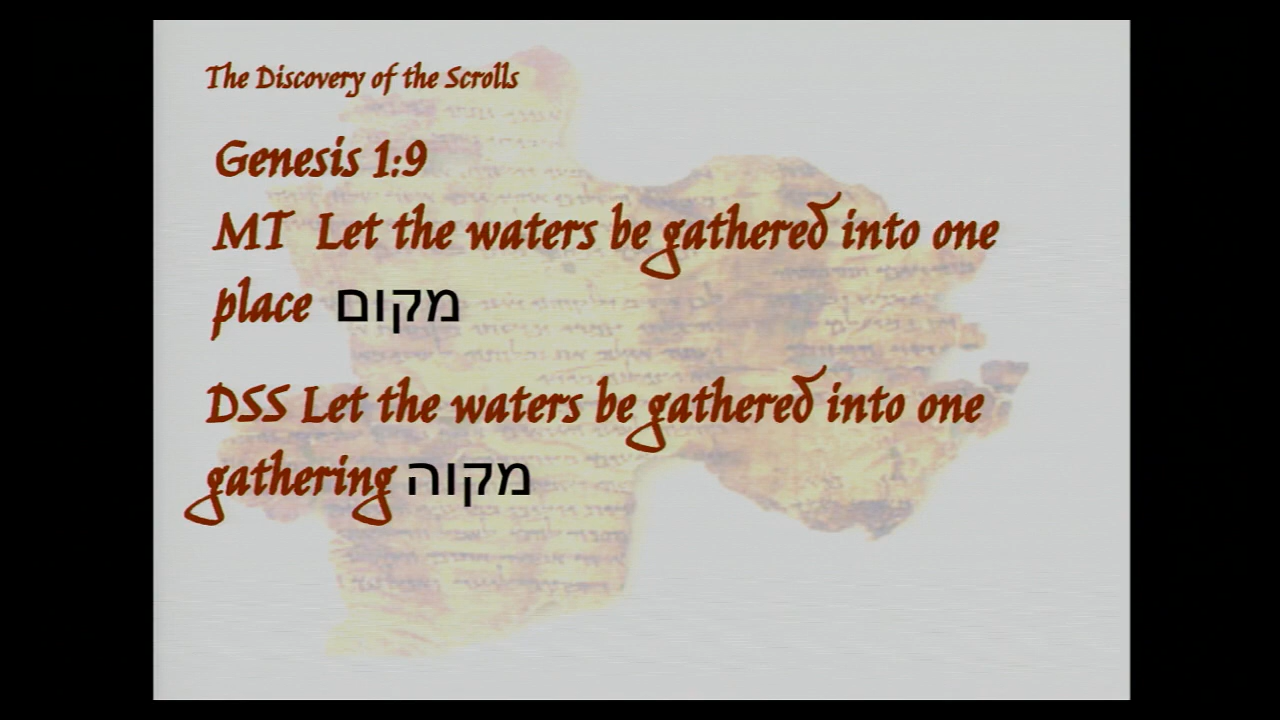 The Discovery of the Scrolls
Genesis 1:9
MT Let the waters be gathered into one
place מקום
DSS Let the waters be gathered into one
gathering מקוה